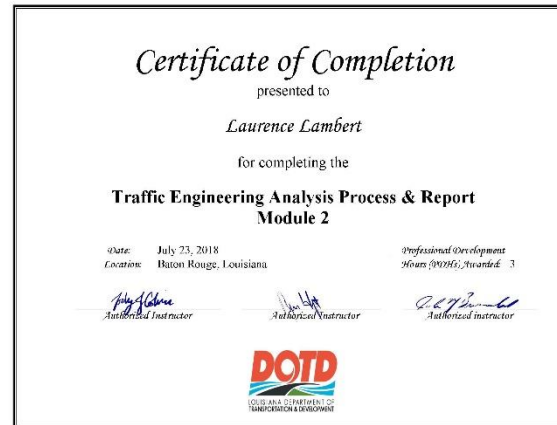 Certificate of Completion
presented to
Laurence Lambert
for completing the
Traffic Engineering Analysis Process & Report
Module 2
Date: July 23, 2018
Location: Baton Rouge, Louisiana
Professional Development
Hours (PDHs) Awarded: 3
Authorized Instructor
Authorized Instructor
Authorized instructor
DOTD
LOUISIANA DEPARTMENT OF
TRANSPORTATION & DEVELOPMENT